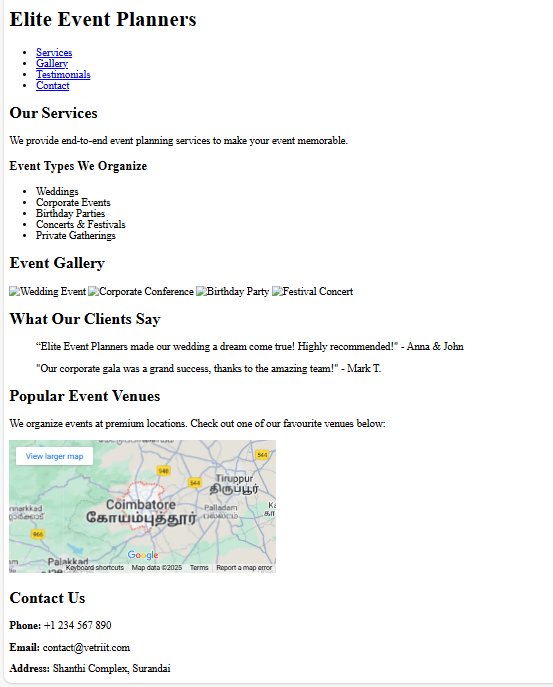 Elite Event Planners
Services
Gallery
Testimonials
Contact
Our Services
We provide end-to-end event planning services to make your event memorable.
Event Types We Organize
Weddings
Corporate Events
Birthday Parties
Concerts & Festivals
Private Gatherings
Event Gallery
Wedding Event Corporate Conference Birthday Party Festival Concert
What Our Clients Say
“Elite Event Planners made our wedding a dream come true! Highly recommended!" - Anna & John
"Our corporate gala was a grand success, thanks to the amazing team!" - Mark T.
Popular Event Venues
We organize events at premium locations. Check out one of our favourite venues below:
View larger map
544
948
544
Tiruppur
திருப்பூர்
Coimbatore
கோயம்புத்தூர்
Palladam
பல்லடம்
966
Palakkad
Google
Keyboard shortcuts Map data ©2025 Terms Report a map error
Contact Us
Phone: +1 234 567 890
Email: contact@vetriit.com
Address: Shanthi Complex, Surandai